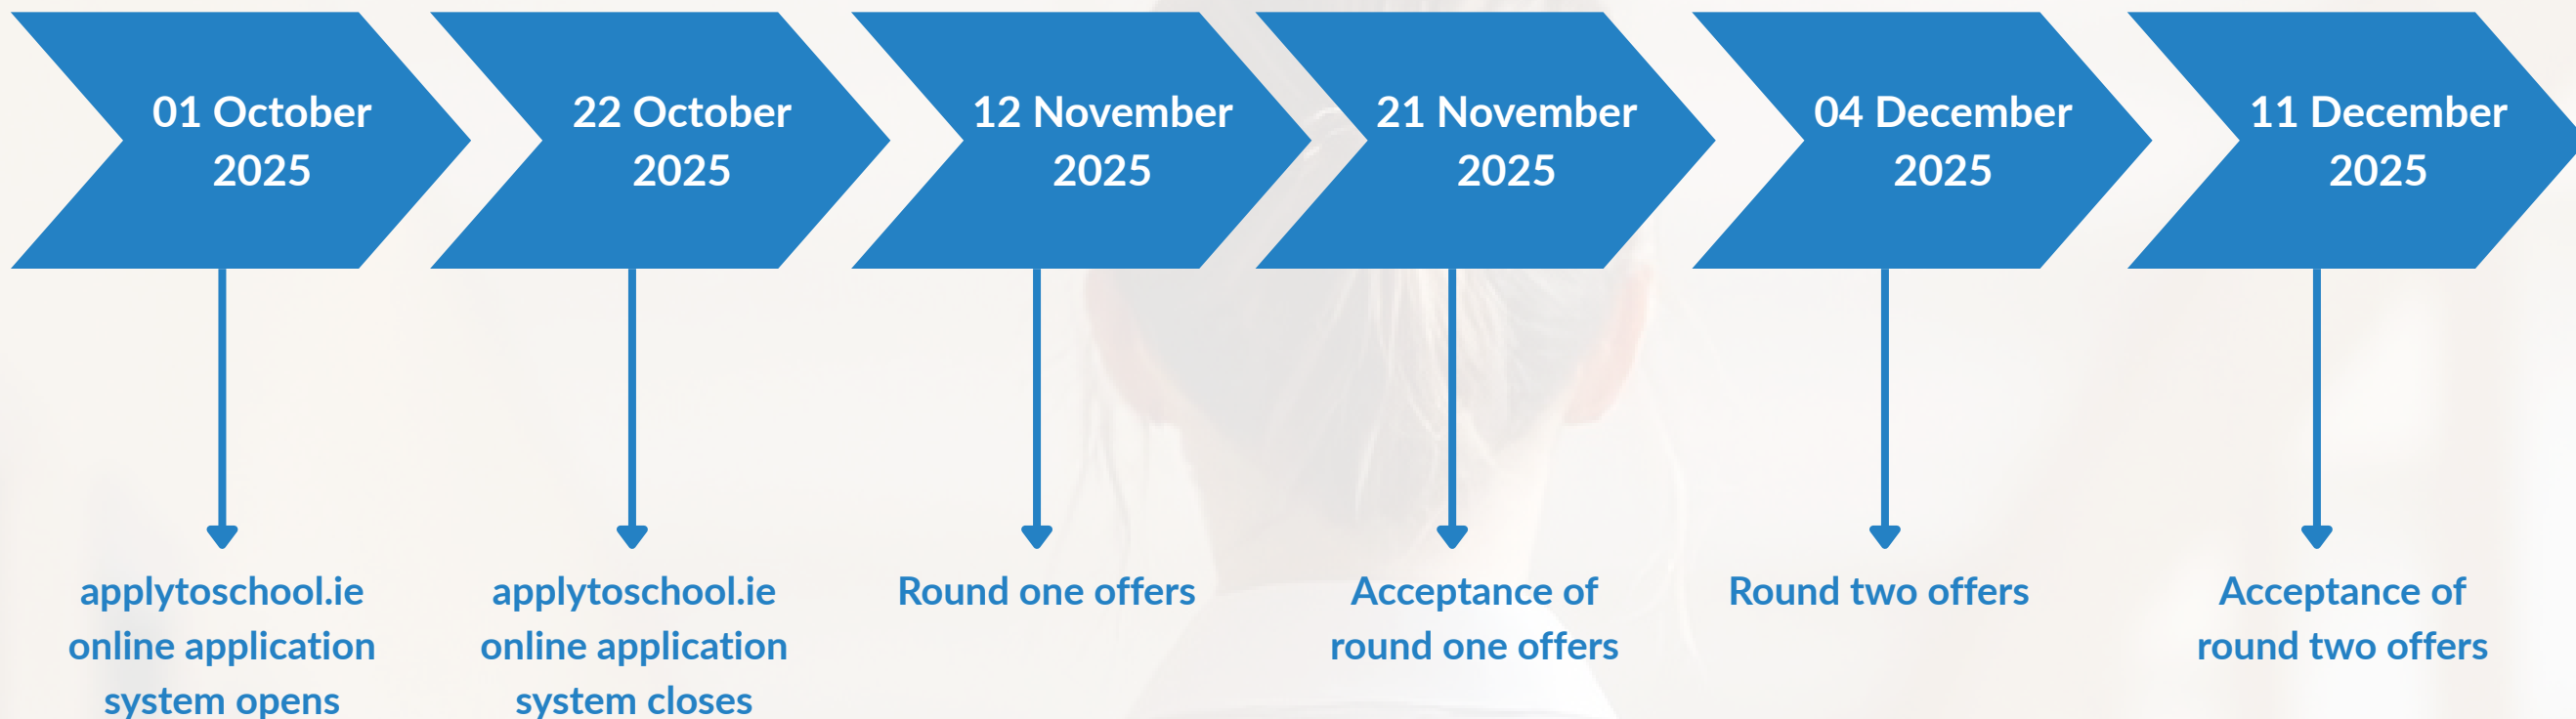 01 October
2025
22 October
2025
12 November
2025
21 November
2025
04 December
2025
11 December
2025
applytoschool.ie
online application
system opens
applytoschool.ie
online application
system closes
Round one offers
Acceptance of
round one offers
Round two offers
Acceptance of
round two offers